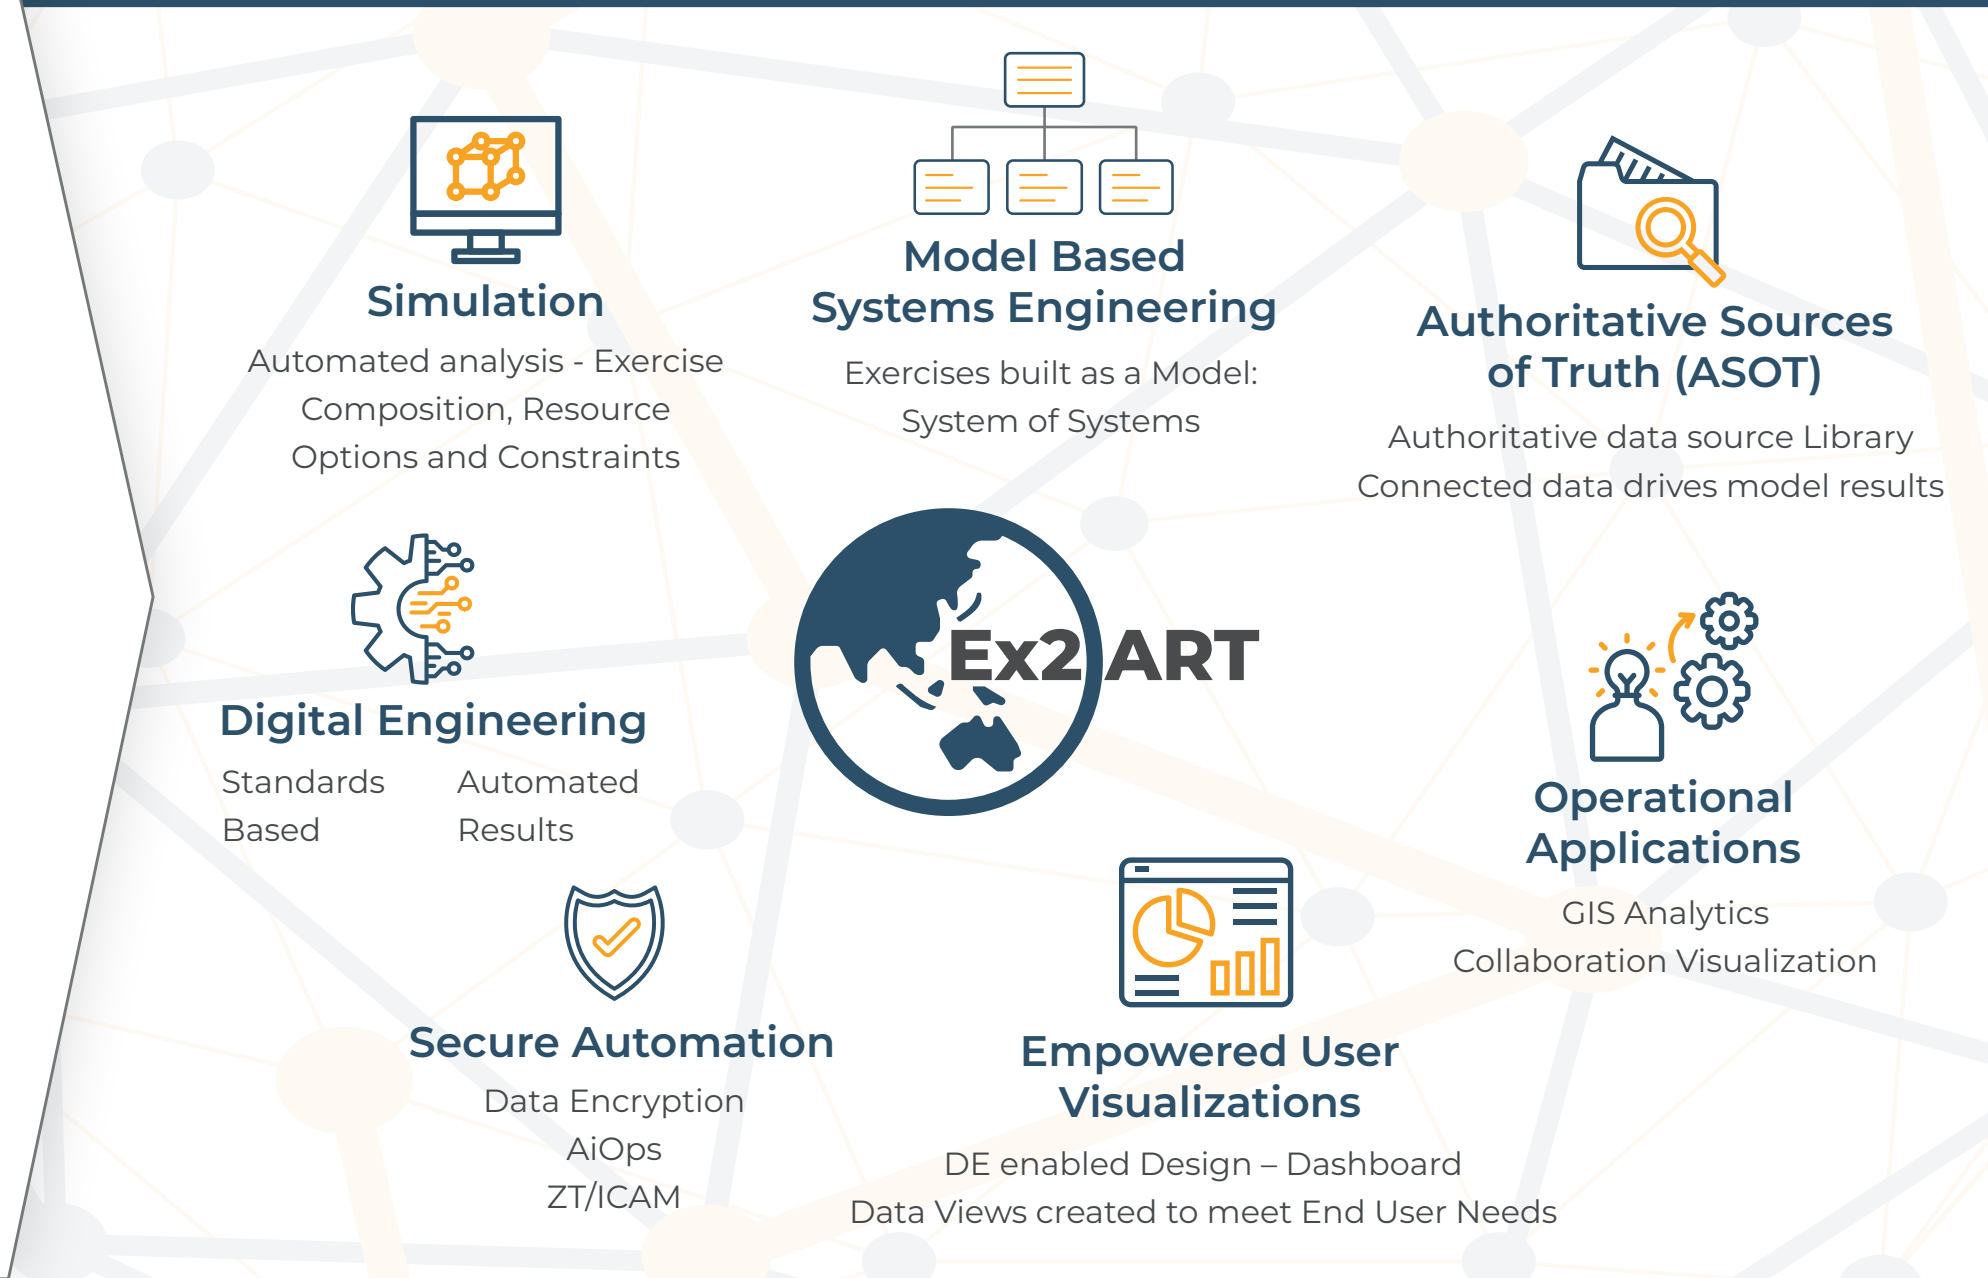 Simulation
Automated analysis - Exercise
Composition, Resource
Options and Constraints
Model Based
Systems Engineering
Exercises built as a Model:
System of Systems
Authoritative Sources
of Truth (ASOT)
Authoritative data source Library
Connected data drives model results
Digital Engineering
Standards
Based
Automated
Results
Ex2 ART
Operational
Applications
GIS Analytics
Collaboration Visualization
Secure Automation
Data Encryption
AiOps
ZT/ICAM
Empowered User
Visualizations
DE enabled Design – Dashboard
Data Views created to meet End User Needs